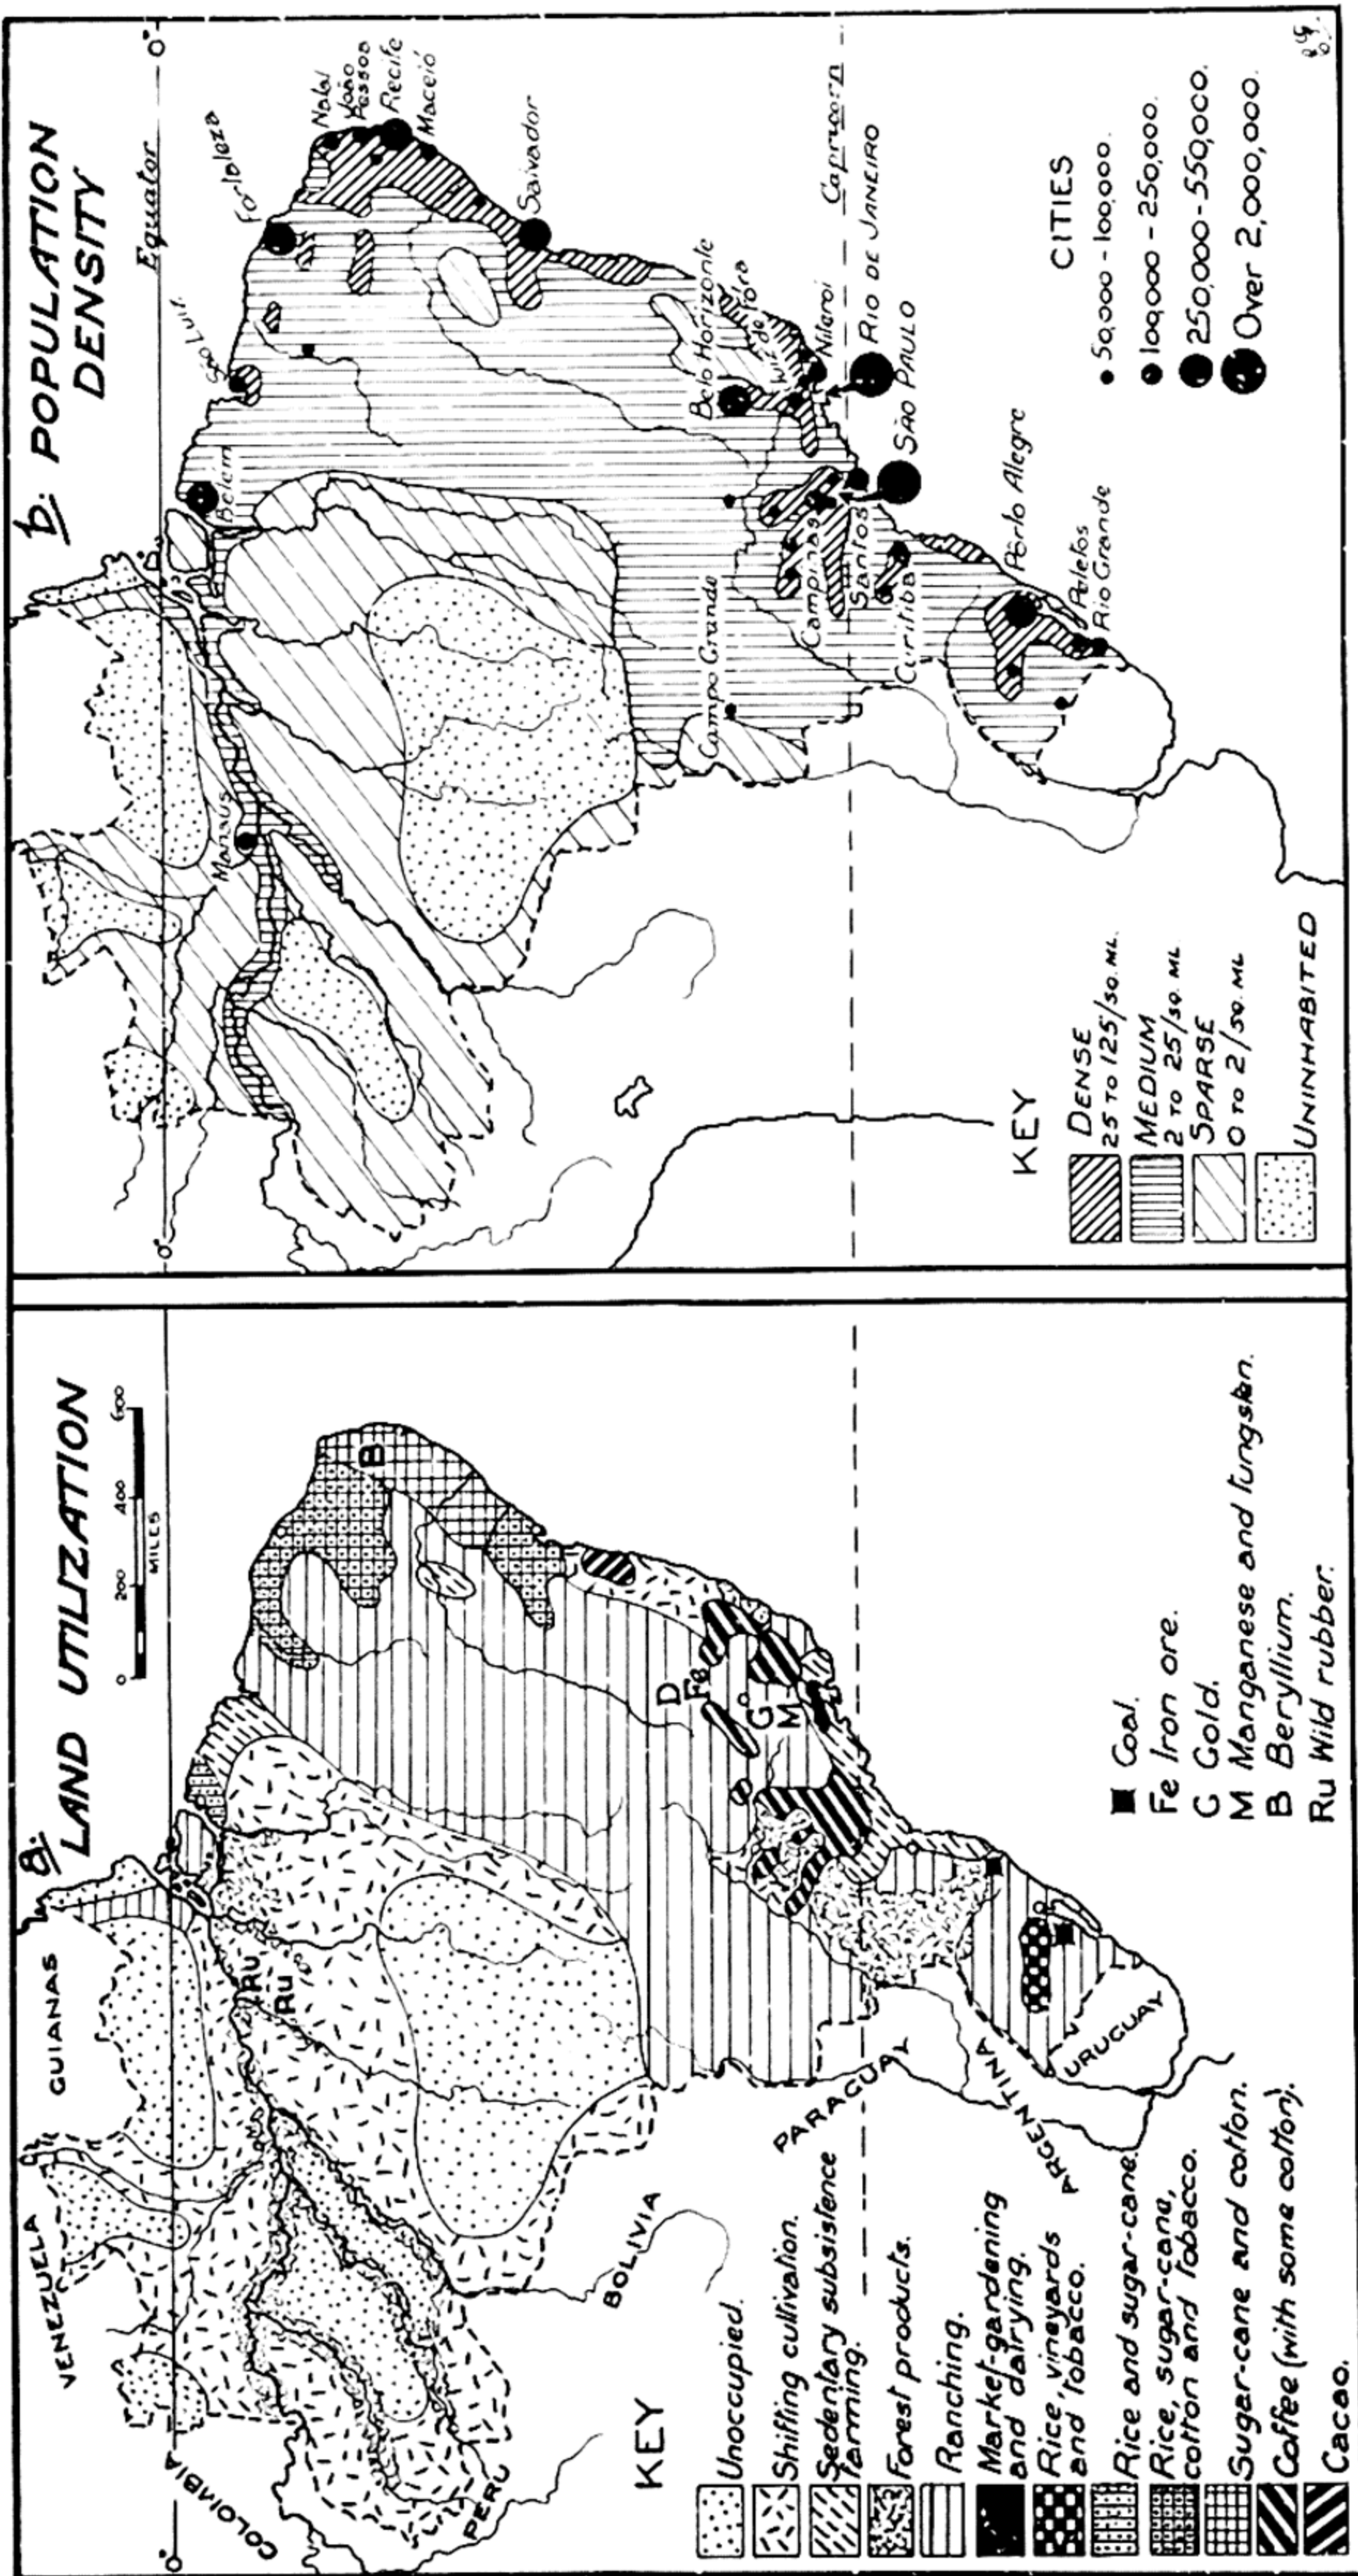 a.
LAND UTILIZATION
0 200 400 600
MILES
0°
VENEZUELA
GUIANAS
COLOMBIA
PERU
BOLIVIA
PARAGUAY
ARGENTINA
URUGUAY
Ru
Ru
B
D
Fe
G
M
KEY
Unoccupied.
Shifting cultivation.
Sedentary subsistence
farming.
Forest products.
Ranching.
Market-gardening
and dairying.
Rice, vineyards
and tobacco.
Rice and sugar-cane.
Rice, sugar-cane,
cotton and tobacco.
Sugar-cane and cotton.
Coffee (with some cotton).
Cacao.
Coal.
Fe Iron ore.
G Gold.
M Manganese and tungsten.
B Beryllium.
Ru Wild rubber.
b. POPULATION
DENSITY
0°
Equator
0°
Manaus
Belem
São Luiz
Fortaleza
Natal
João
Pessoa
Recife
Maceió
Salvador
Belo Horizonte
Niteroi
Capricorn
RIO DE JANEIRO
SÃO PAULO
Campo Grande
Campinas
Santos
Curitiba
Pôrto Alegre
Pelotas
Rio Grande
KEY
DENSE
25 TO 125/SQ. ML.
MEDIUM
2 TO 25/SQ. ML
SPARSE
0 TO 2/SQ. ML
UNINHABITED
CITIES
50,000 - 100,000.
100,000 - 250,000.
250,000 - 550,000.
Over 2,000,000.